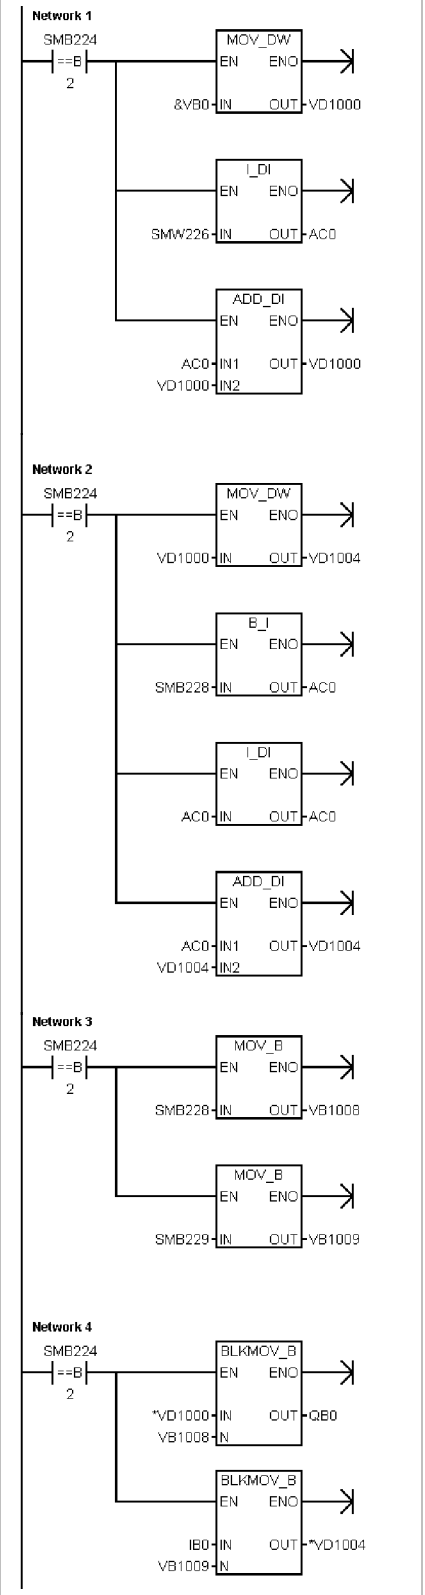 Network 1
SMB224
MOV_DW
==B
EN ENO
2
&VB0 IN OUT VD1000
I_DI
EN ENO
SMW226 IN OUT AC0
ADD_DI
EN ENO
AC0 IN1 OUT VD1000
VD1000 IN2
Network 2
SMB224
MOV_DW
==B
EN ENO
2
VD1000 IN OUT VD1004
B_I
EN ENO
SMB228 IN OUT AC0
I_DI
EN ENO
AC0 IN OUT AC0
ADD_DI
EN ENO
AC0 IN1 OUT VD1004
VD1004 IN2
Network 3
SMB224
MOV_B
==B
EN ENO
2
SMB228 IN OUT VB1008
MOV_B
EN ENO
SMB229 IN OUT VB1009
Network 4
SMB224
BLKMOV_B
==B
EN ENO
2
*VD1000 IN OUT QB0
VB1008 N
BLKMOV_B
EN ENO
IB0 IN OUT *VD1004
VB1009 N